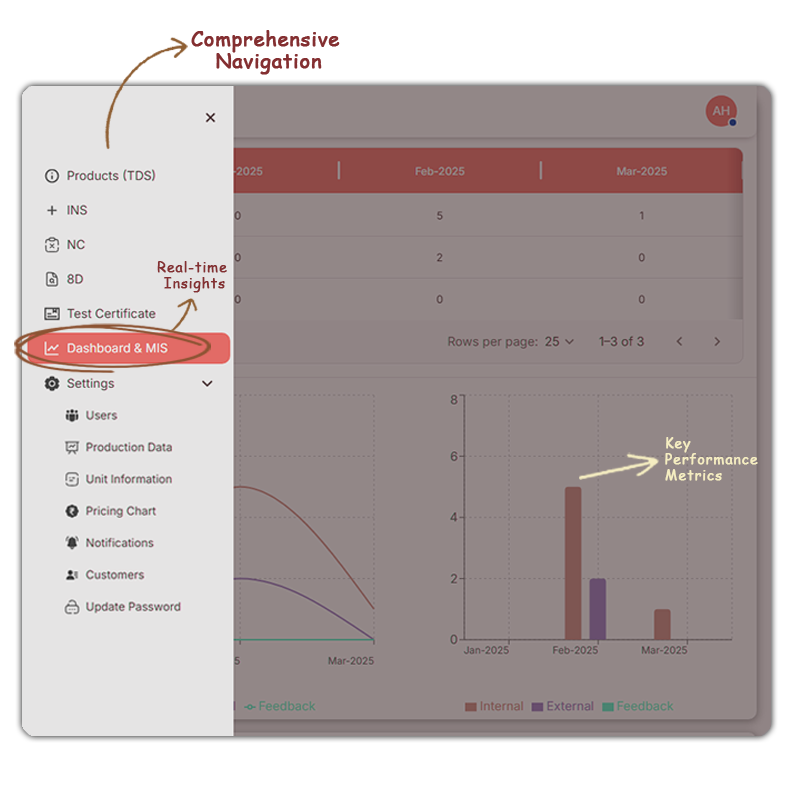 Comprehensive
Navigation
AH
Products (TDS)
-2025
Feb-2025
Mar-2025
INS
0
5
1
NC
0
2
0
8D
Real-time
Insights
0
0
0
Test Certificate
Dashboard & MIS
Rows per page: 25
1–3 of 3
Settings
Users
Production Data
Unit Information
Pricing Chart
Notifications
Customers
Update Password
8
6
4
2
0
Key
Performance
Metrics
5
Mar-2025
Jan-2025
Feb-2025
Mar-2025
Feedback
Internal
External
Feedback